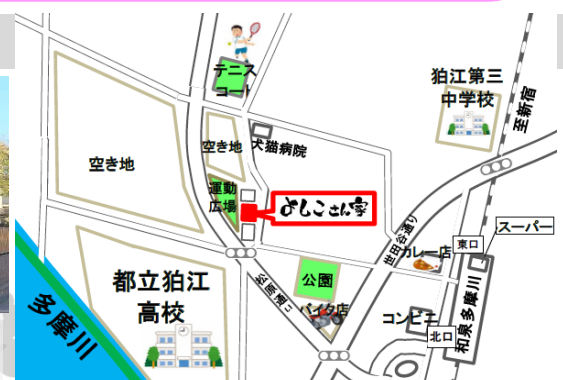 テニス
コート
狛江第三
中学校
至新宿
空き地
空き地
犬猫病院
運動
広場
よしこさん家
世田谷通り
カレー店
東口
スーパー
都立狛江
高校
松原通り
公園
バイク店
コンビニ
北口
和泉多摩川
多摩川